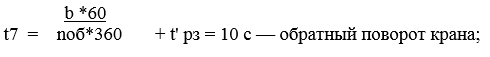 b *60
t7 = nоб*360 + t' рз = 10 с — обратный поворот крана;